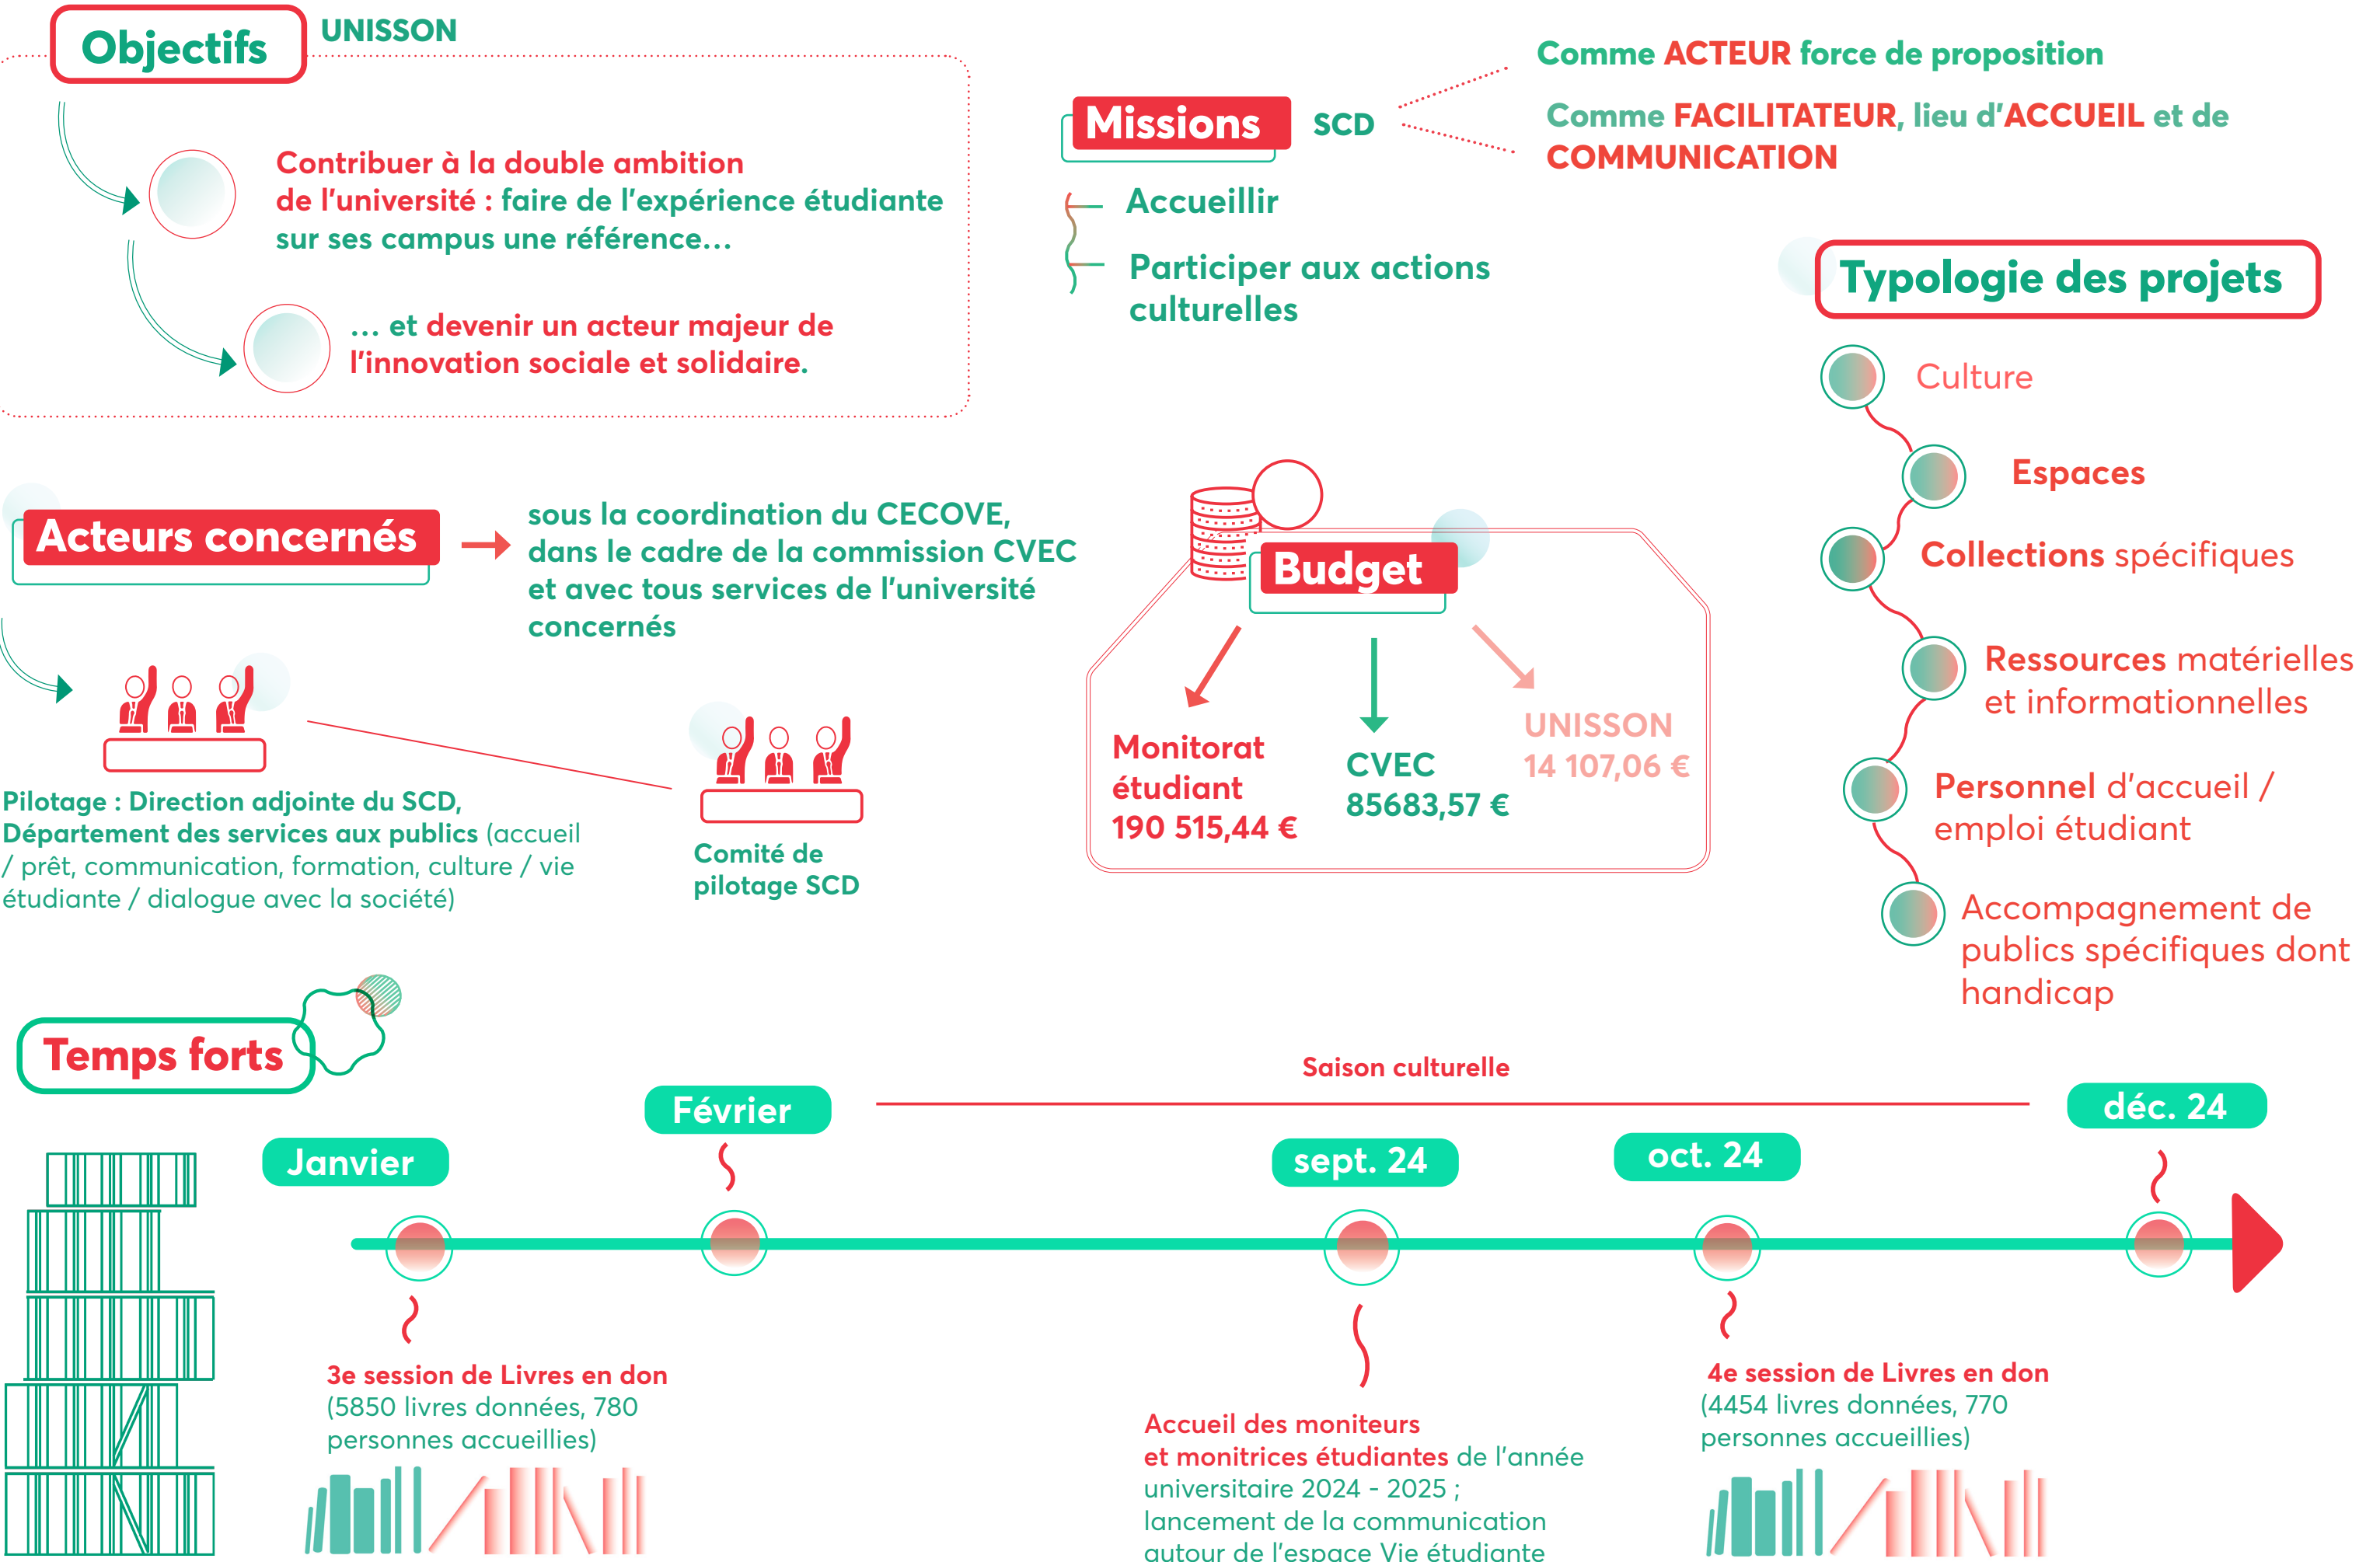 Objectifs
UNISSON
Contribuer à la double ambition
de l'université : faire de l'expérience étudiante
sur ses campus une référence...
... et devenir un acteur majeur de
l'innovation sociale et solidaire.
Missions
SCD
Comme ACTEUR force de proposition
Comme FACILITATEUR, lieu d'ACCUEIL et de
COMMUNICATION
Accueillir
Participer aux actions
culturelles
Typologie des projets
Culture
Espaces
Collections spécifiques
Ressources matérielles
et informationnelles
Personnel d'accueil /
emploi étudiant
Accompagnement de
publics spécifiques dont
handicap
Acteurs concernés
sous la coordination du CECOVE,
dans le cadre de la commission CVEC
et avec tous services de l'université
concernés
Pilotage : Direction adjointe du SCD,
Département des services aux publics (accueil
/ prêt, communication, formation, culture / vie
étudiante / dialogue avec la société)
Comité de
pilotage SCD
Budget
Monitorat
étudiant
190 515,44 €
CVEC
85683,57 €
UNISSON
14 107,06 €
Temps forts
Saison culturelle
Janvier
Février
sept. 24
oct. 24
déc. 24
3e session de Livres en don
(5850 livres données, 780
personnes accueillies)
Accueil des moniteurs
et monitrices étudiantes de l'année
universitaire 2024 - 2025 ;
lancement de la communication
autour de l'espace Vie étudiante
4e session de Livres en don
(4454 livres données, 770
personnes accueillies)